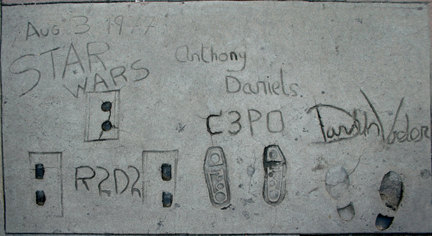 Aug 3 1977
STAR
WARS
Anthony
Daniels
C3PO
R2D2
Darth Vader